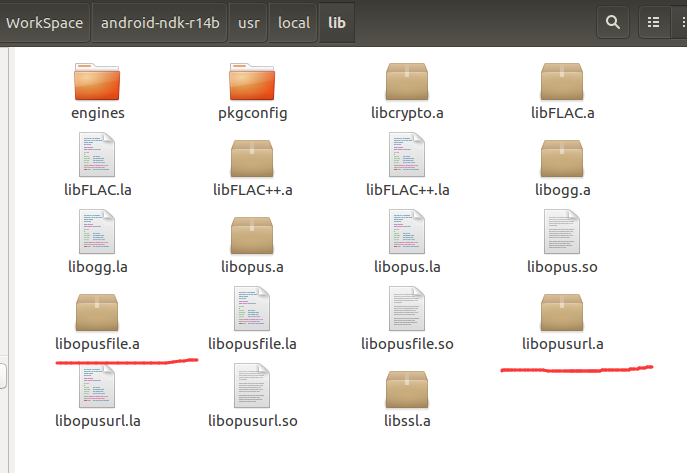 WorkSpace android-ndk-r14b usr local lib
engines pkgconfig libcrypto.a libFLAC.a
libFLAC.la libFLAC++.a libFLAC++.la libogg.a
libogg.la libopus.a libopus.la libopus.so
libopusfile.a libopusfile.la libopusfile.so libopusurl.a
libopusurl.la libopusurl.so libssl.a